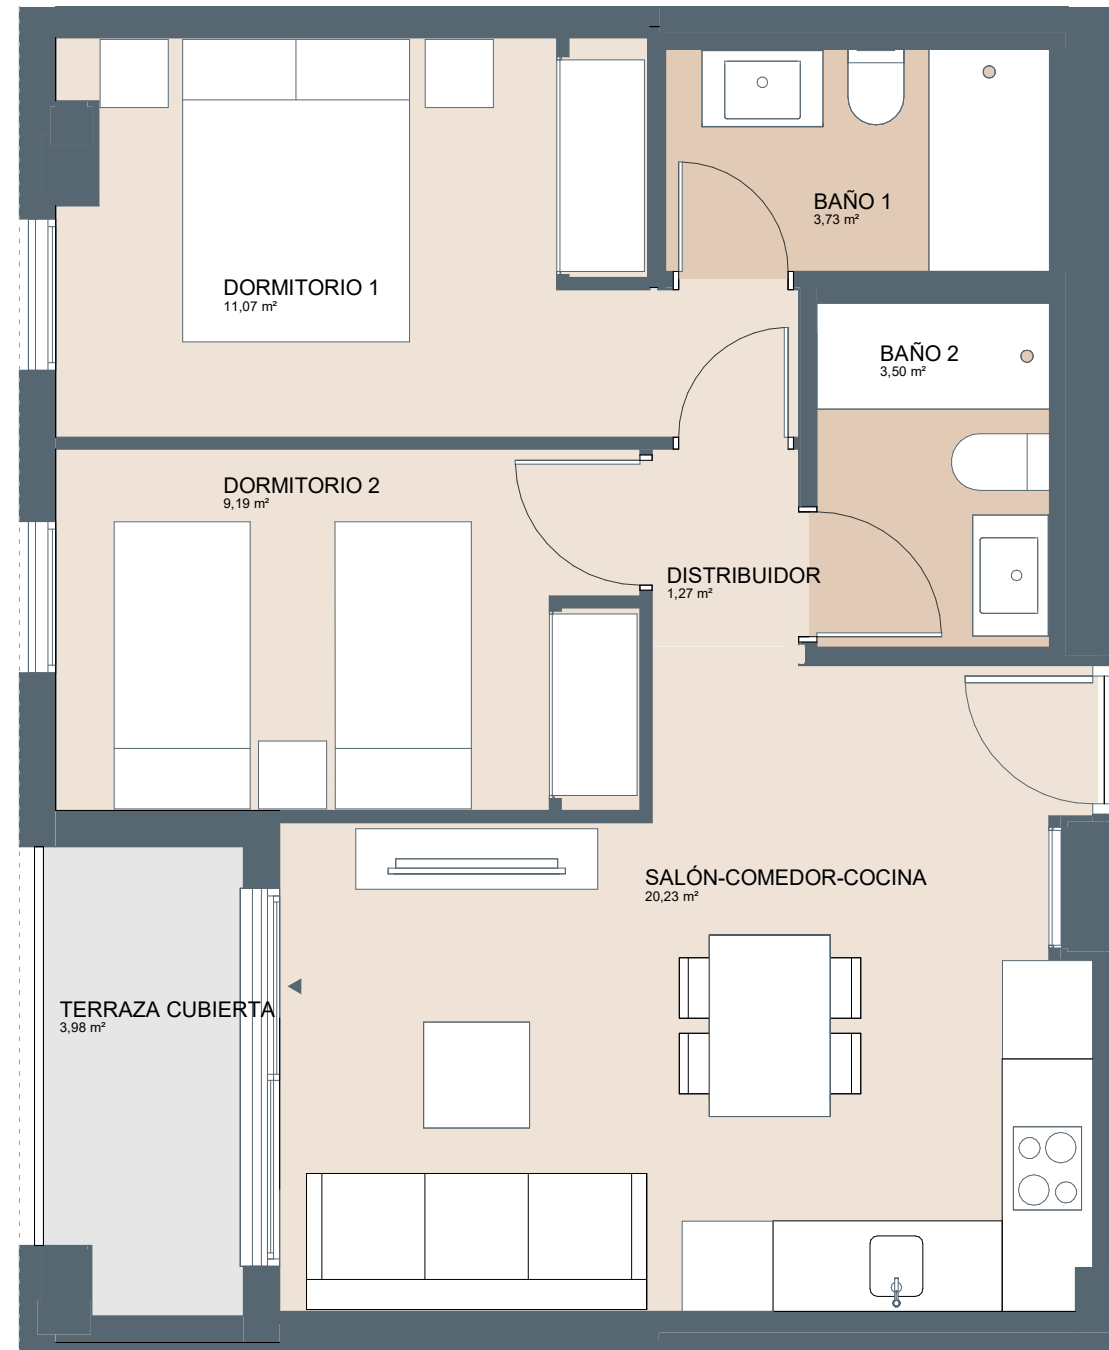 BAÑO 1
3,73 m²
DORMITORIO 1
11,07 m²
BAÑO 2
3,50 m²
DORMITORIO 2
9,19 m²
DISTRIBUIDOR
1,27 m²
SALÓN-COMEDOR-COCINA
20,23 m²
TERRAZA CUBIERTA
3,98 m²